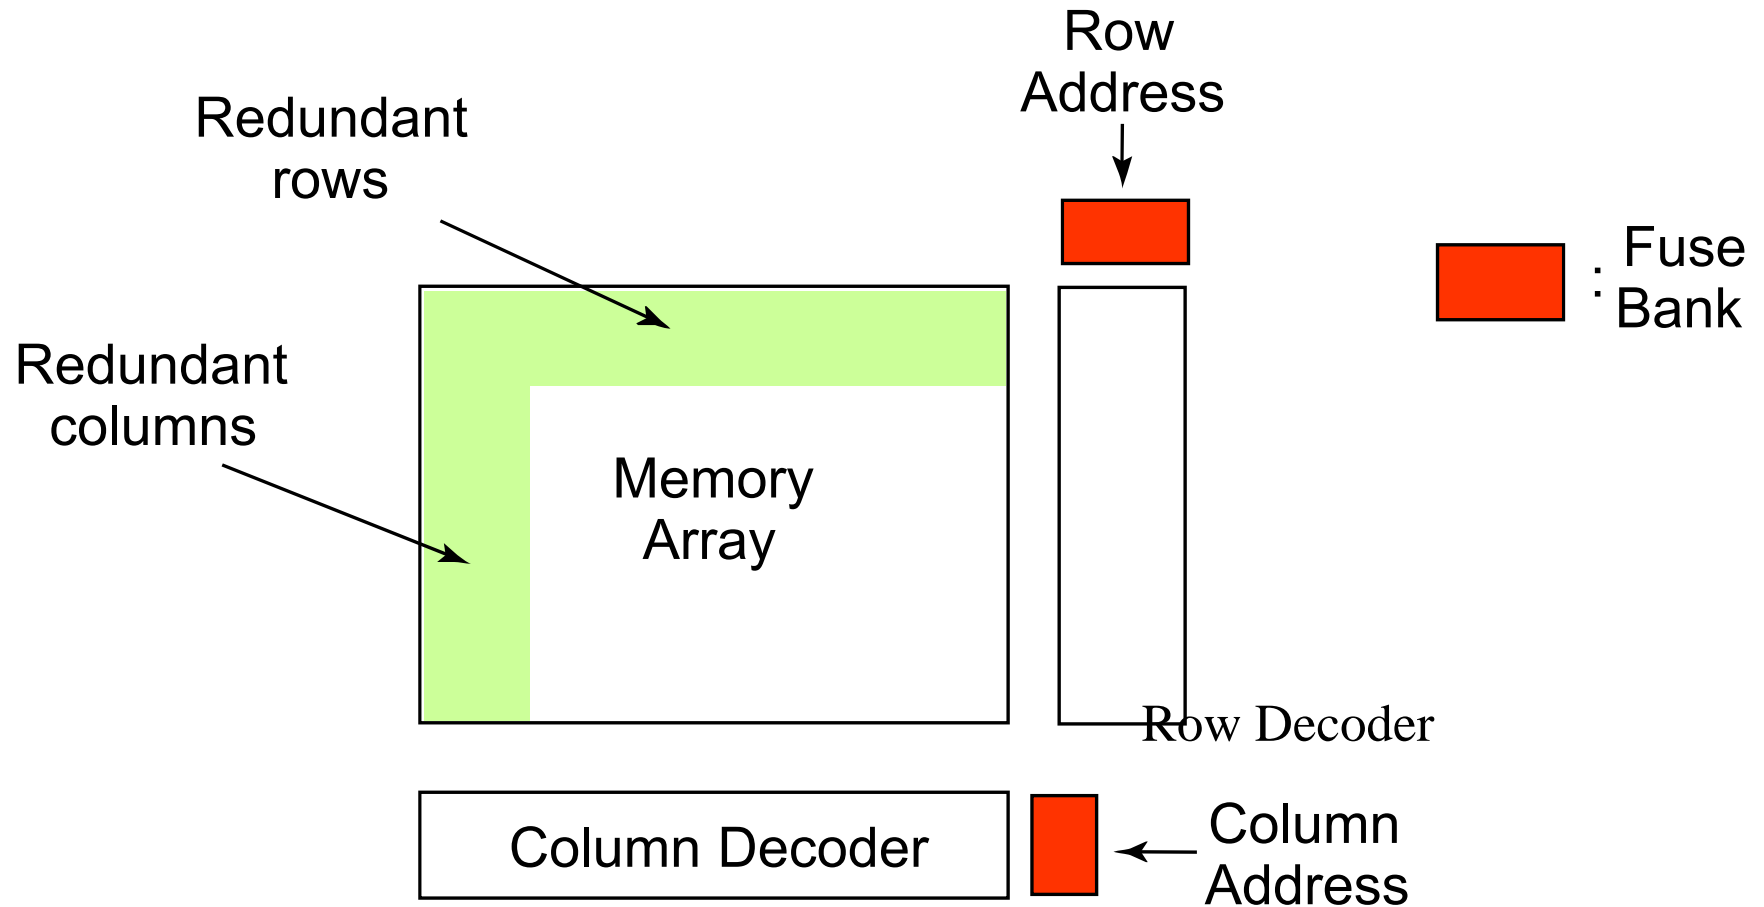 Row
Address
Redundant
rows
Fuse
: Bank
Redundant
columns
Memory
Array
Row Decoder
Column Decoder
Column
Address